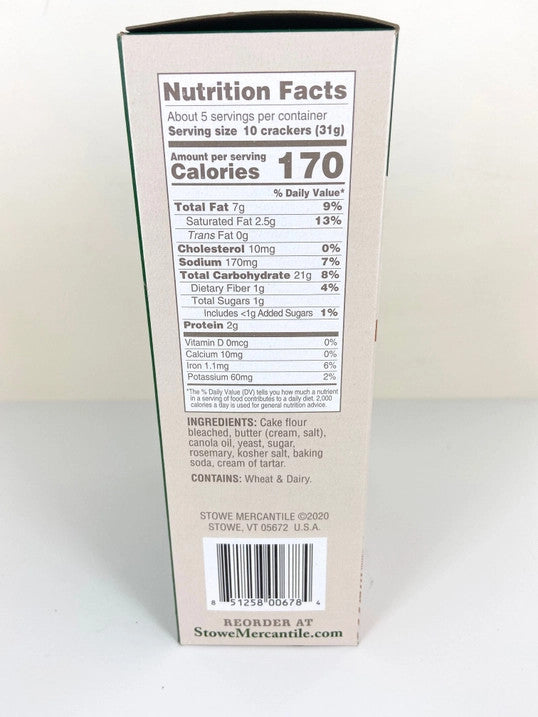 Nutrition Facts
About 5 servings per container
Serving size 10 crackers (31g)
Amount per serving
Calories 170
% Daily Value*
Total Fat 7g 9%
Saturated Fat 2.5g 13%
Trans Fat 0g
Cholesterol 10mg 0%
Sodium 170mg 7%
Total Carbohydrate 21g 8%
Dietary Fiber 1g 4%
Total Sugars 1g
Includes <1g Added Sugars 1%
Protein 2g
Vitamin D 0mcg 0%
Calcium 10mg 0%
Iron 1.1mg 6%
Potassium 60mg 2%
*The % Daily Value (DV) tells you how much a nutrient
in a serving of food contributes to a daily diet. 2,000
calories a day is used for general nutrition advice.
INGREDIENTS: Cake flour
bleached, butter (cream, salt),
canola oil, yeast, sugar,
rosemary, kosher salt, baking
soda, cream of tartar.
CONTAINS: Wheat & Dairy.
STOWE MERCANTILE ©2020
STOWE, VT 05672 U.S.A.
8 51258 00678 4
REORDER AT
StoweMercantile.com